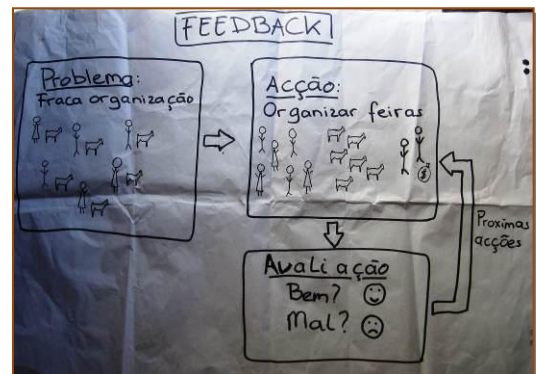 FEEDBACK
Problema:
Fraca organização
Acção:
Organizar feiras
$
Proximas
acções
Avaliação
Bem?
Mal?